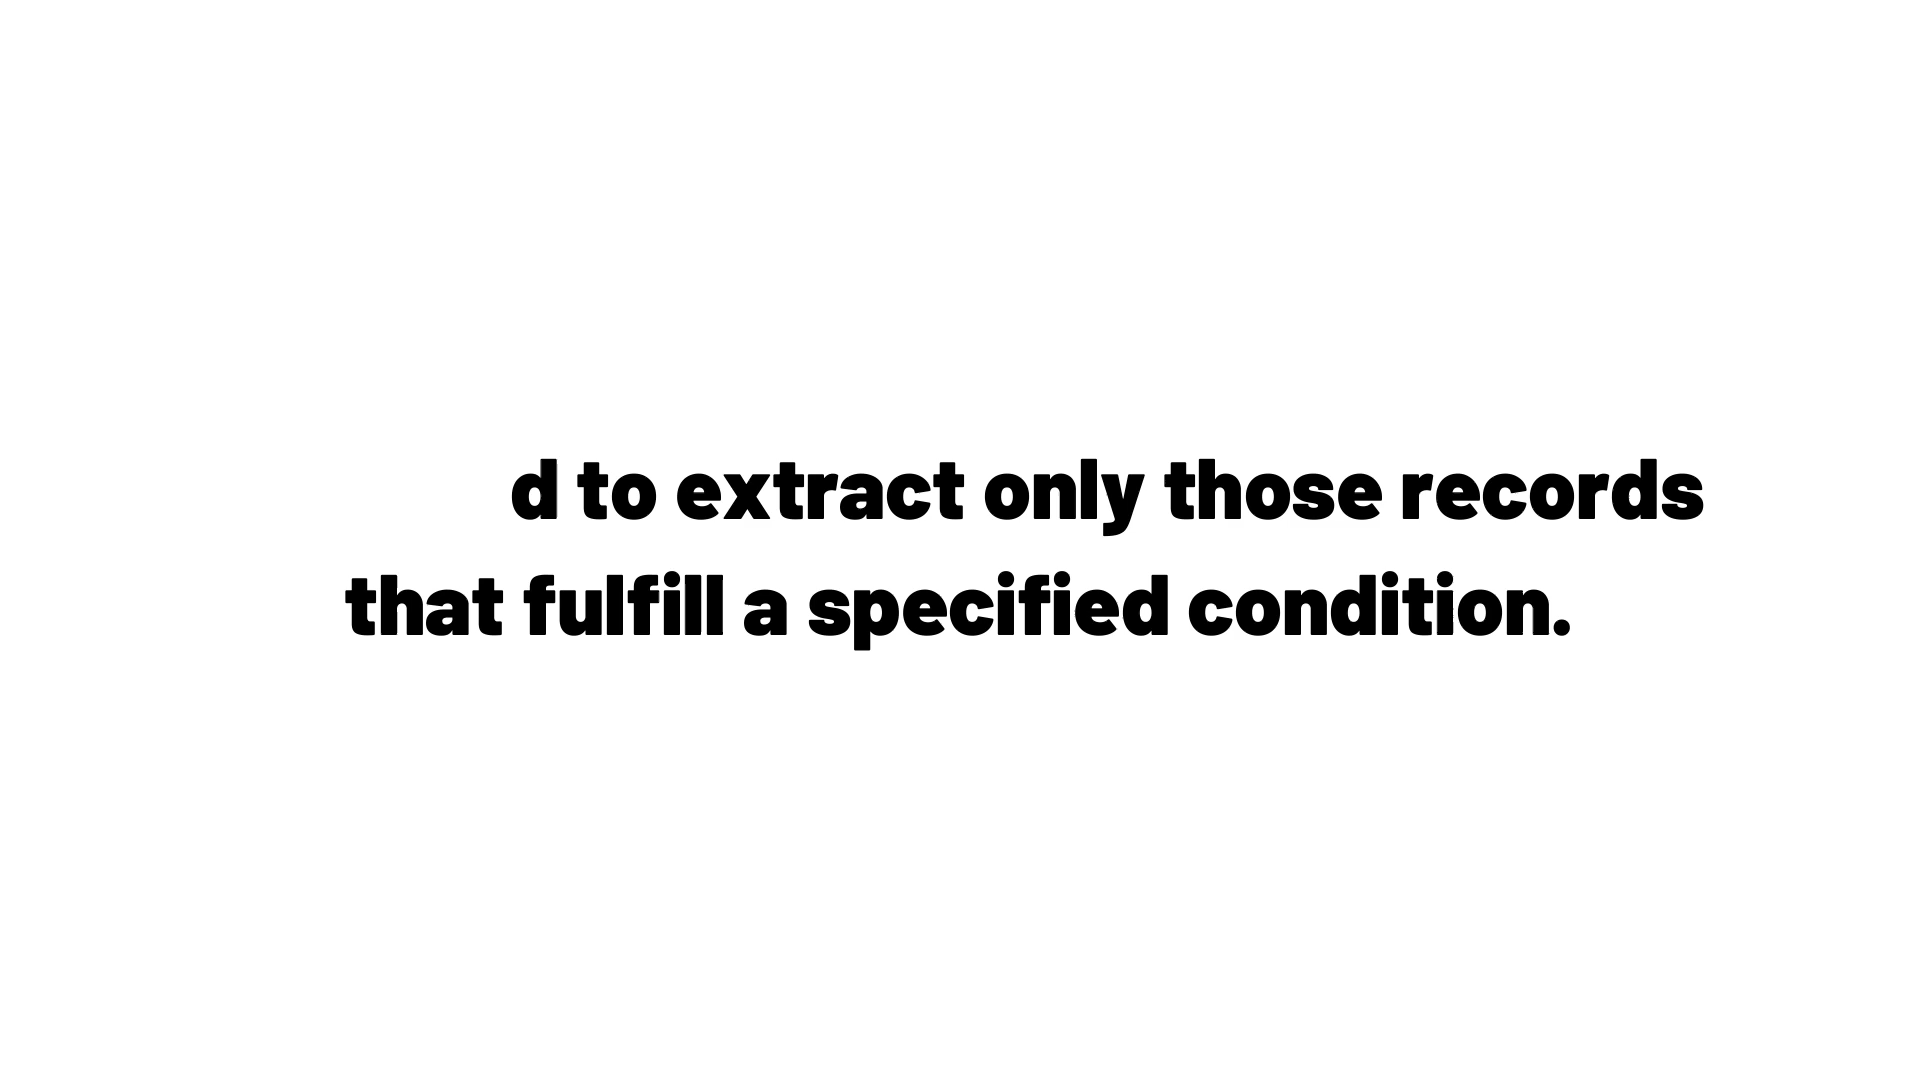 d to extract only those records
that fulfill a specified condition.